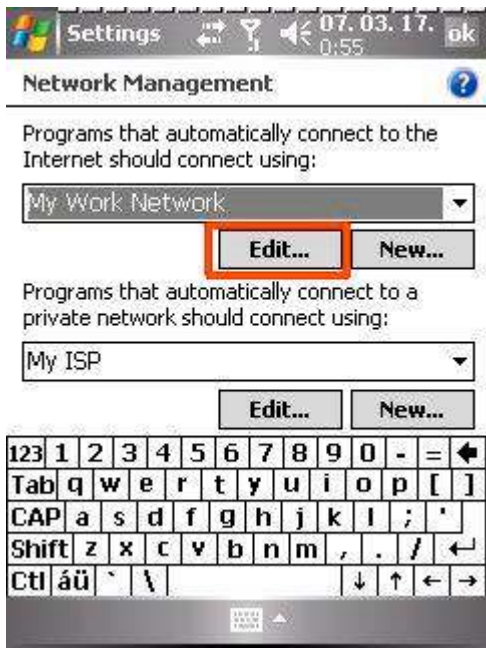 Settings
07. 03. 17.
0:55
ok
Network Management
?
Programs that automatically connect to the
Internet should connect using:
My Work Network
Edit... New...
Programs that automatically connect to a
private network should connect using:
My ISP
Edit... New...
123 1 2 3 4 5 6 7 8 9 0 - =
Tab q w e r t y u i o p [ ]
CAP a s d f g h j k l ; '
Shift z x c v b n m , . /
Ctl áü ` \ ↓ ↑ ← →